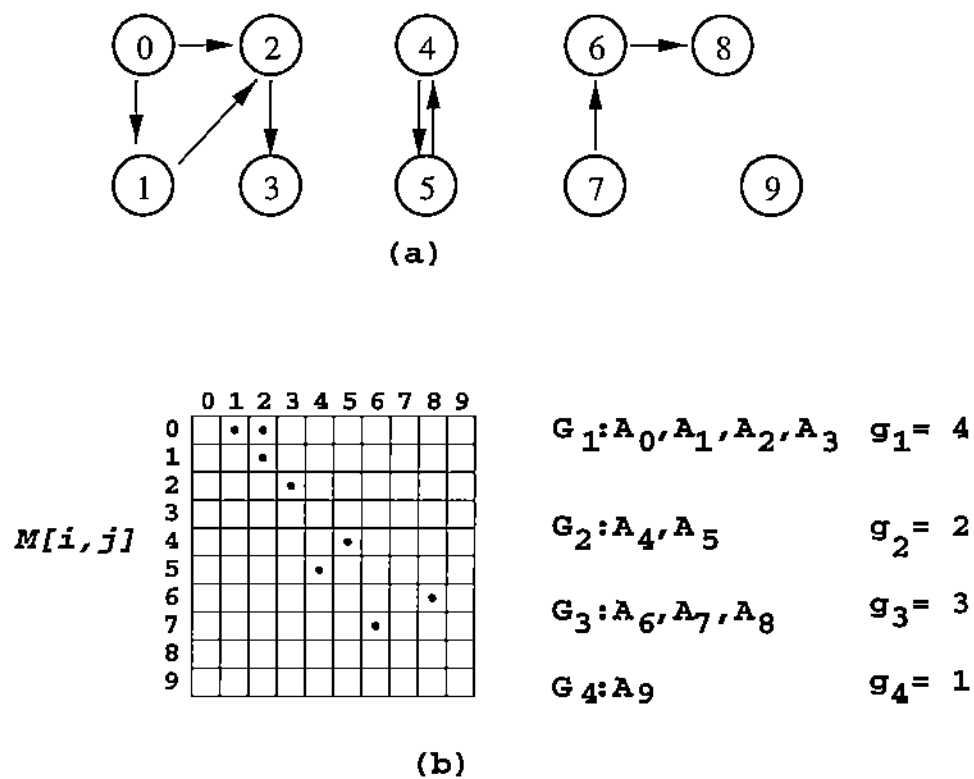 0 2 4 6 8
1 3 5 7 9
(a)
0 1 2 3 4 5 6 7 8 9
0
1
2
3
4
5
6
7
8
9
M[i,j]
G1:A0,A1,A2,A3 g1= 4
G2:A4,A5 g2= 2
G3:A6,A7,A8 g3= 3
G4:A9 g4= 1
(b)